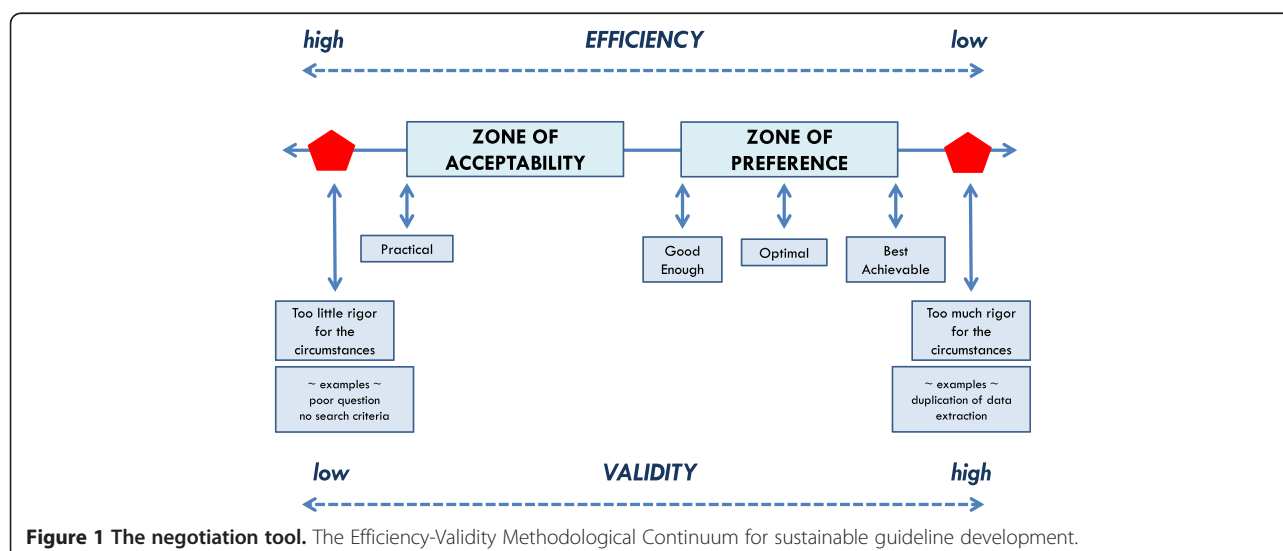 high EFFICIENCY low
ZONE OF
ACCEPTABILITY
ZONE OF
PREFERENCE
Practical
Good
Enough
Optimal
Best
Achievable
Too little rigor
for the
circumstances
~ examples ~
poor question
no search criteria
Too much rigor
for the
circumstances
~ examples ~
duplication of data
extraction
low VALIDITY high
Figure 1 The negotiation tool. The Efficiency-Validity Methodological Continuum for sustainable guideline development.